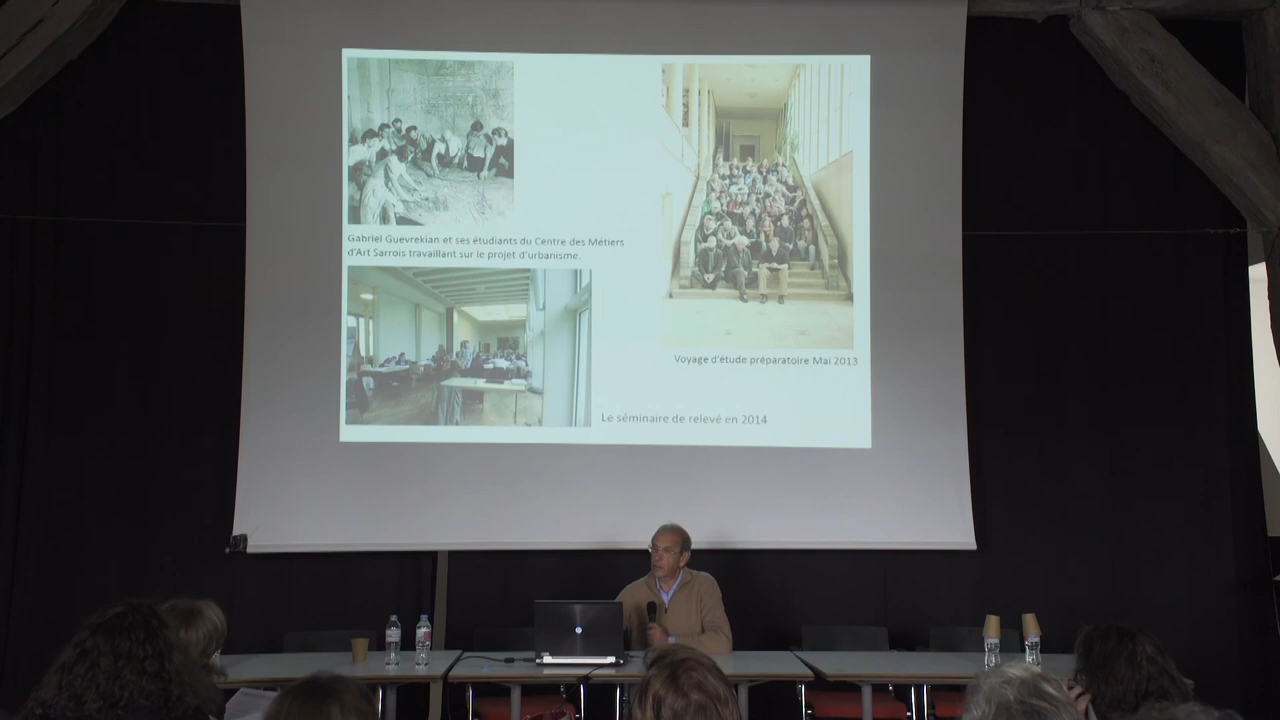 Gabriel Guevrekian et ses étudiants du Centre des Métiers
d'Art Sarrois travaillant sur le projet d'urbanisme.
Voyage d'étude préparatoire Mai 2013
Le séminaire de relevé en 2014